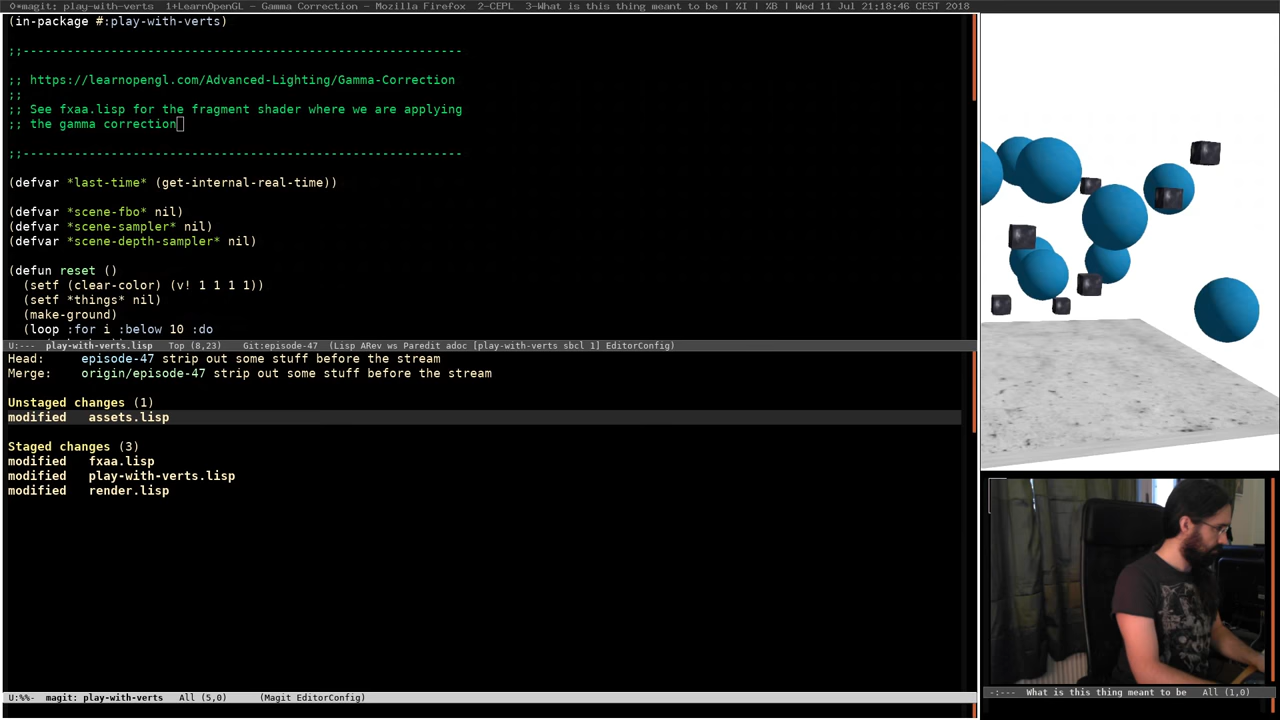 ◊*magit: play-with-verts  1+LearnOpenGL - Gamma Correction - Mozilla Firefox  2-CEPL  3-What is this thing meant to be | XI | XB | Wed 11 Jul 21:18:46 CEST 2018
(in-package #:play-with-verts)
;;------------------------------------------------------------
;; https://learnopengl.com/Advanced-Lighting/Gamma-Correction
;;
;; See fxaa.lisp for the fragment shader where we are applying
;; the gamma correction
;;------------------------------------------------------------
(defvar *last-time* (get-internal-real-time))
(defvar *scene-fbo* nil)
(defvar *scene-sampler* nil)
(defvar *scene-depth-sampler* nil)
(defun reset ()
  (setf (clear-color) (v! 1 1 1 1))
  (setf *things* nil)
  (make-ground)
  (loop :for i :below 10 :do
U:---  play-with-verts.lisp   Top (8,23)    Git:episode-47  (Lisp ARev ws Paredit adoc [play-with-verts sbcl 1] EditorConfig)
Head:     episode-47 strip out some stuff before the stream
Merge:    origin/episode-47 strip out some stuff before the stream
Unstaged changes (1)
modified   assets.lisp
Staged changes (3)
modified   fxaa.lisp
modified   play-with-verts.lisp
modified   render.lisp
U:%%-  magit: play-with-verts   All (5,0)     (Magit EditorConfig)
-:---  What is this thing meant to be   All (1,0)